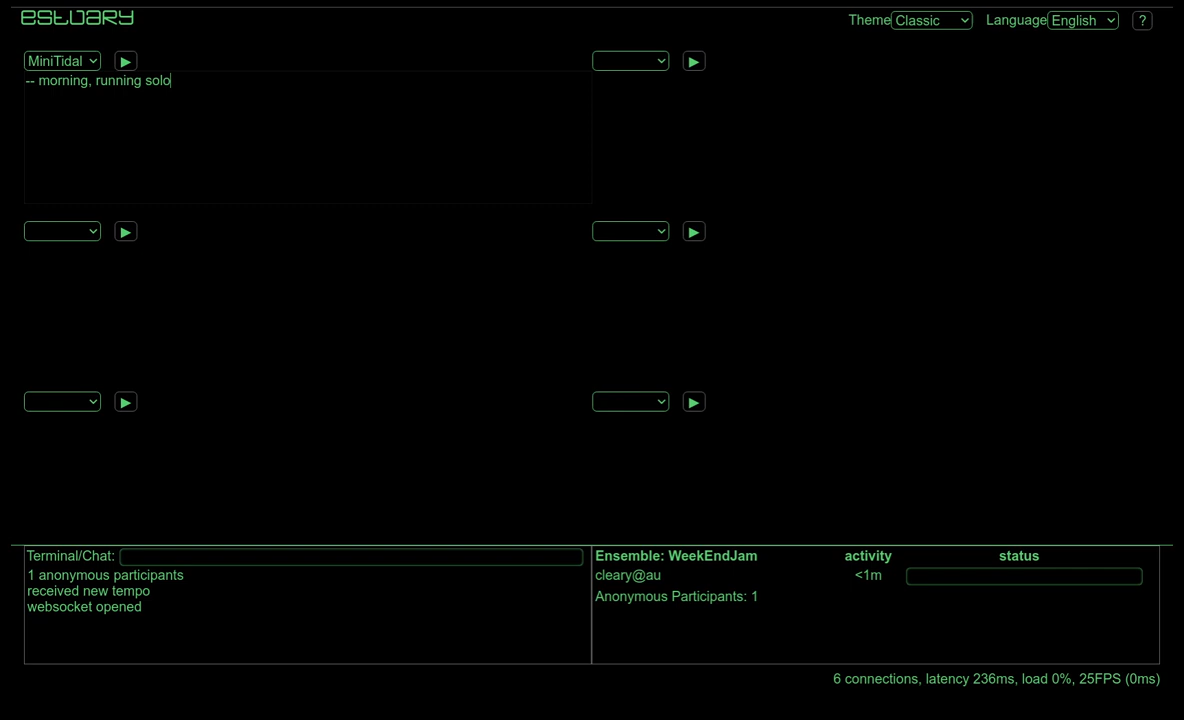 estuary
Theme Classic Language English ?
MiniTidal
-- morning, running solo
Terminal/Chat:
1 anonymous participants
received new tempo
websocket opened
Ensemble: WeekEndJam activity status
cleary@au <1m
Anonymous Participants: 1
6 connections, latency 236ms, load 0%, 25FPS (0ms)